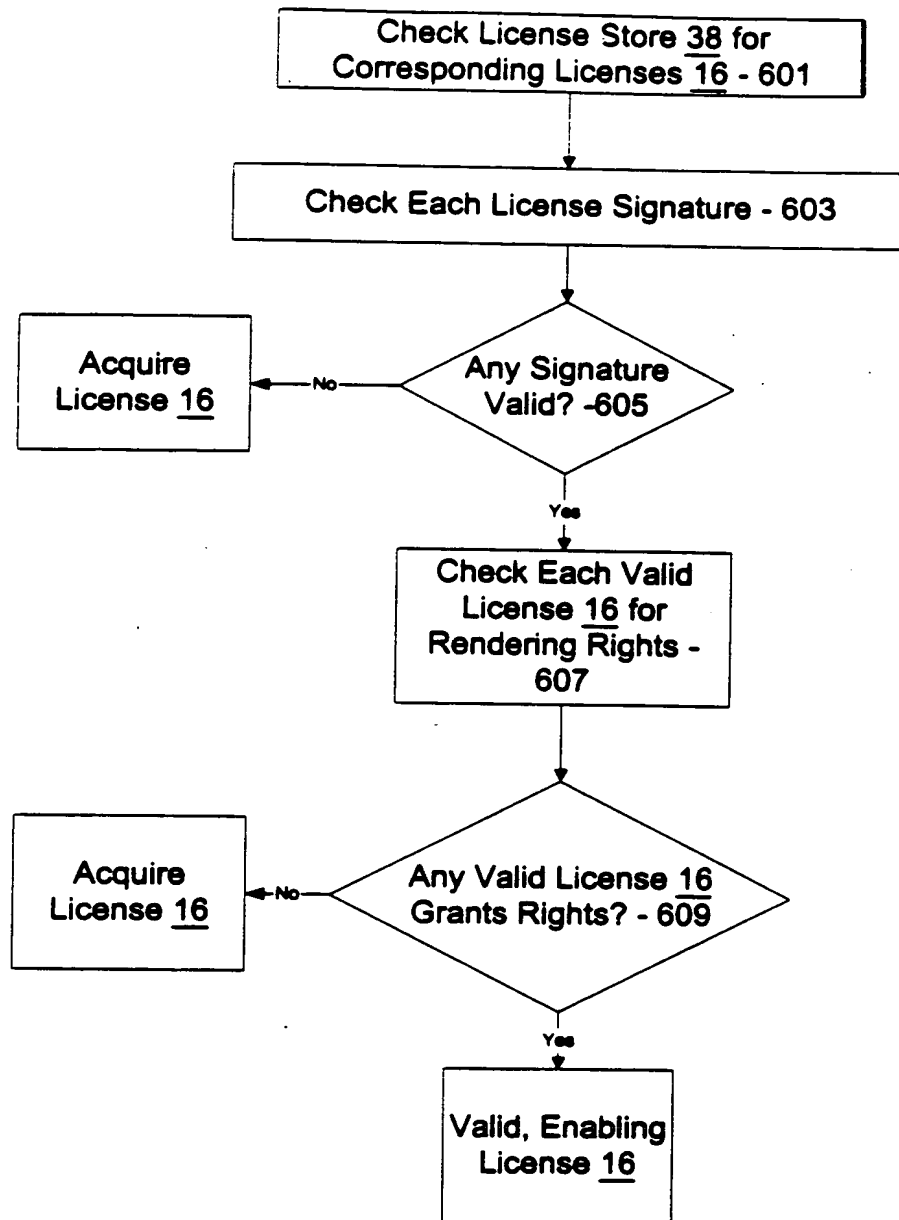 Check License Store 38 for
Corresponding Licenses 16 - 601
Check Each License Signature - 603
Any Signature
Valid? -605
No
Acquire
License 16
Yes
Check Each Valid
License 16 for
Rendering Rights -
607
Any Valid License 16
Grants Rights? - 609
No
Acquire
License 16
Yes
Valid, Enabling
License 16